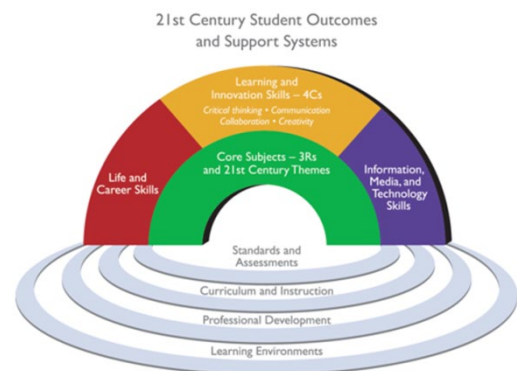 21st Century Student Outcomes
and Support Systems
Learning and
Innovation Skills – 4Cs
Critical thinking • Communication
Collaboration • Creativity
Core Subjects – 3Rs
and 21st Century Themes
Life and
Career Skills
Information,
Media, and
Technology
Skills
Standards and
Assessments
Curriculum and Instruction
Professional Development
Learning Environments